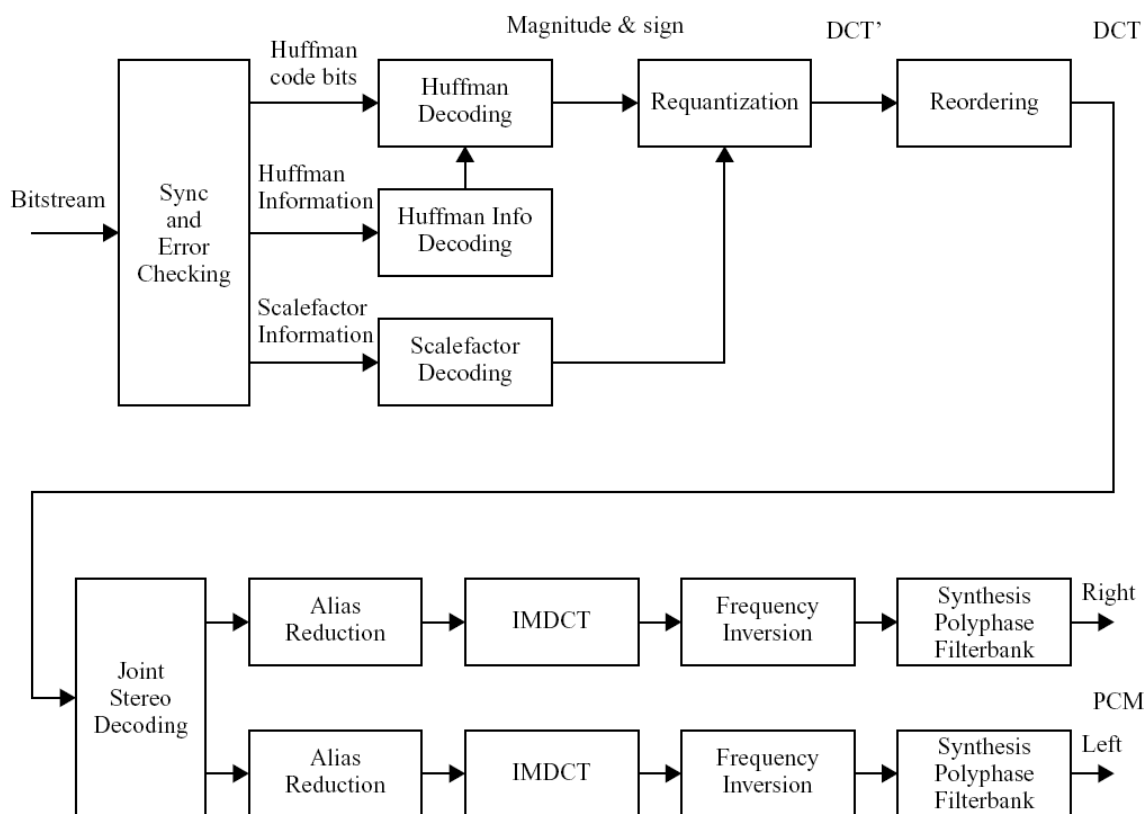 Magnitude & sign
DCT’
DCT
Huffman
code bits
Huffman
Decoding
Requantization
Reordering
Bitstream
Sync
and
Error
Checking
Huffman
Information
Huffman Info
Decoding
Scalefactor
Information
Scalefactor
Decoding
Joint
Stereo
Decoding
Alias
Reduction
IMDCT
Frequency
Inversion
Synthesis
Polyphase
Filterbank
Right
PCM
Alias
Reduction
IMDCT
Frequency
Inversion
Synthesis
Polyphase
Filterbank
Left